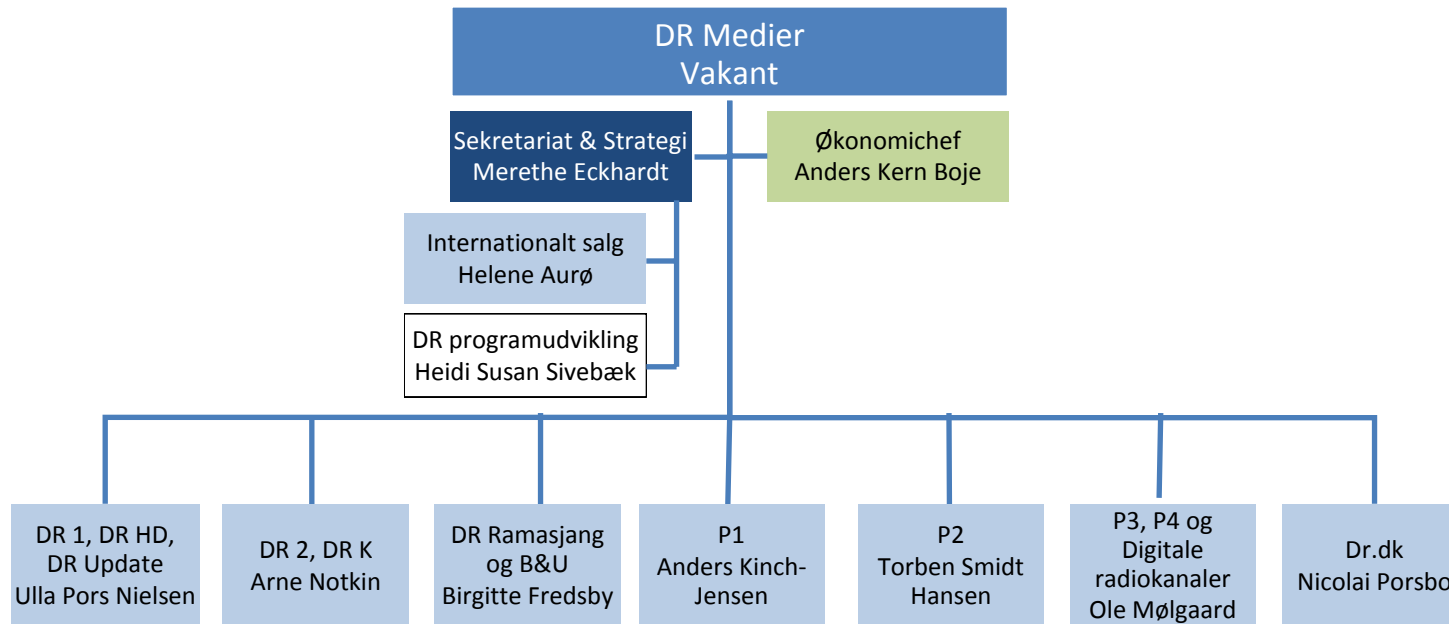 DR Medier
Vakant
Sekretariat & Strategi
Merethe Eckhardt
Økonomichef
Anders Kern Boje
Internationalt salg
Helene Aurø
DR programudvikling
Heidi Susan Sivebæk
DR 1, DR HD,
DR Update
Ulla Pors Nielsen
DR 2, DR K
Arne Notkin
DR Ramasjang
og B&U
Birgitte Fredsby
P1
Anders Kinch-
Jensen
P2
Torben Smidt
Hansen
P3, P4 og
Digitale
radiokanaler
Ole Mølgaard
Dr.dk
Nicolai Porsbo